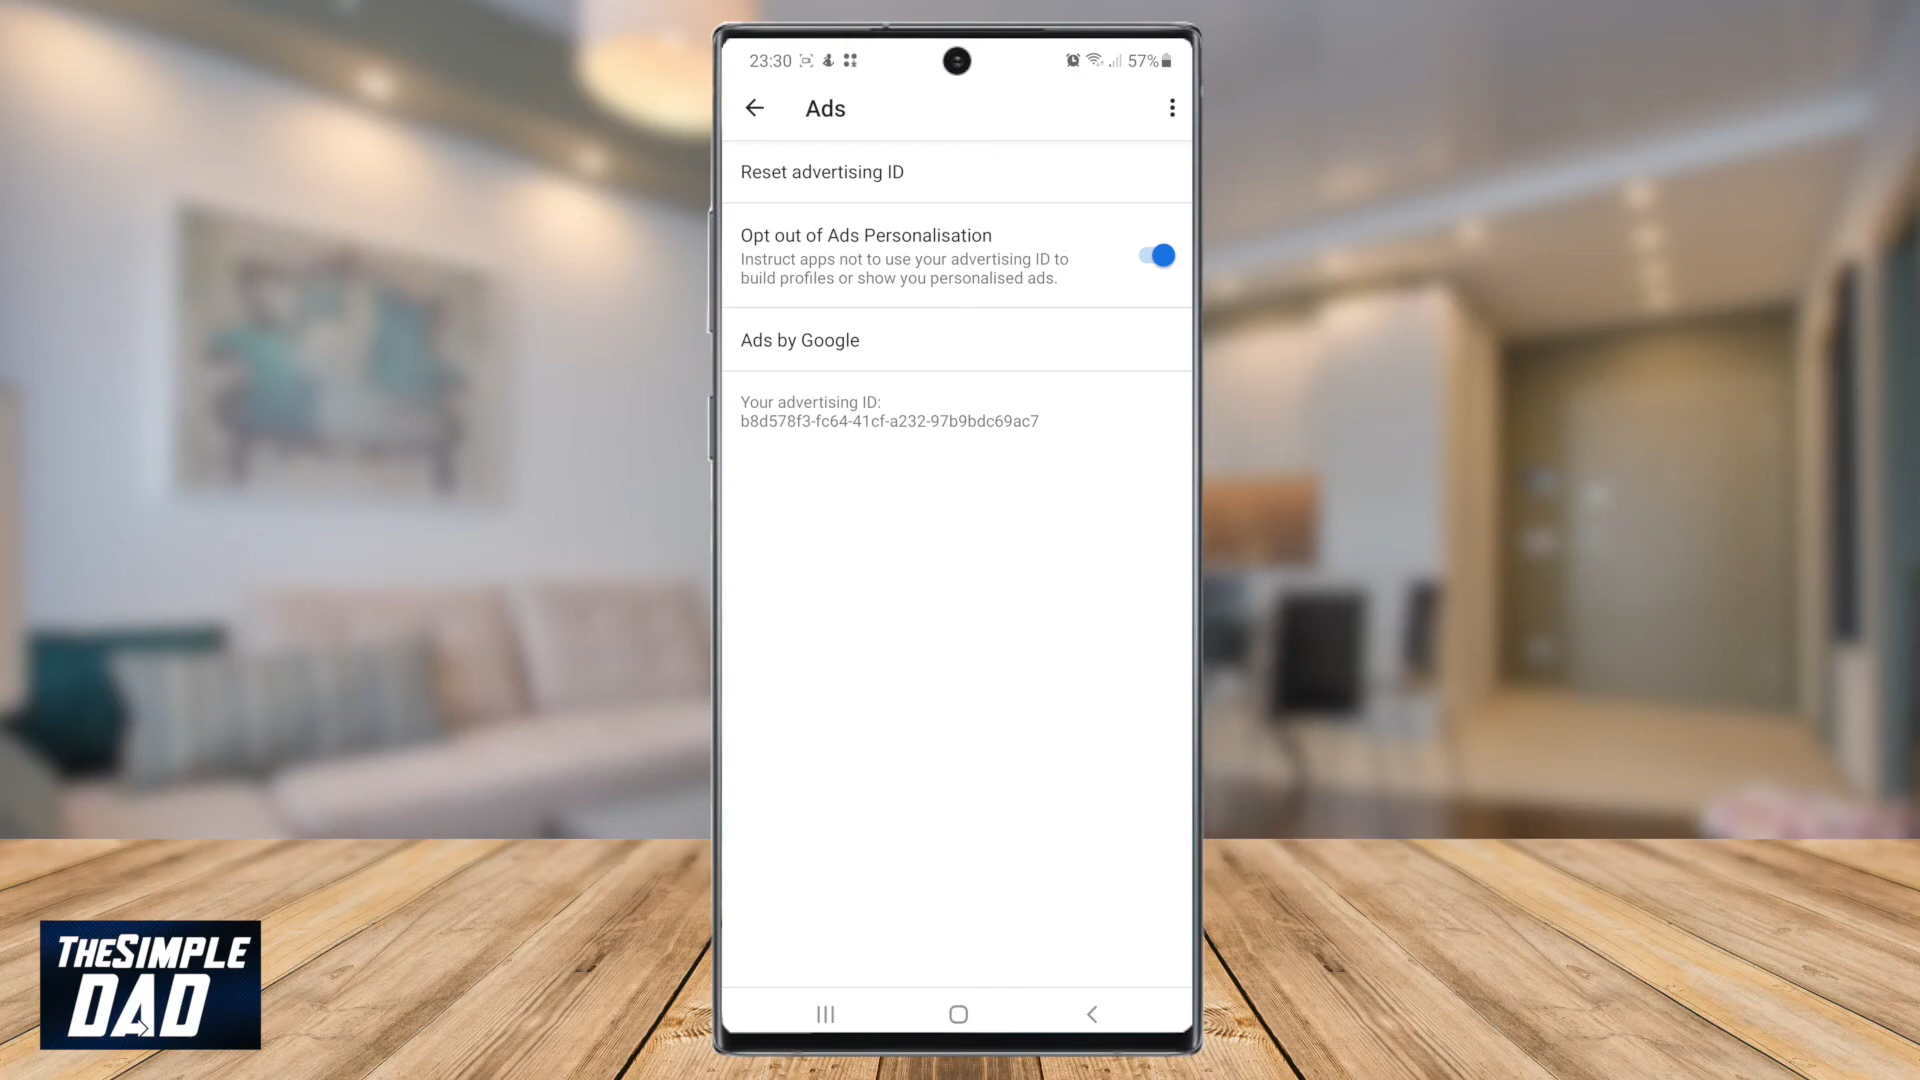 23:30
57%
Ads
Reset advertising ID
Opt out of Ads Personalisation
Instruct apps not to use your advertising ID to
build profiles or show you personalised ads.
Ads by Google
Your advertising ID:
b8d578f3-fc64-41cf-a232-97b9bdc69ac7
THESIMPLE
DAD